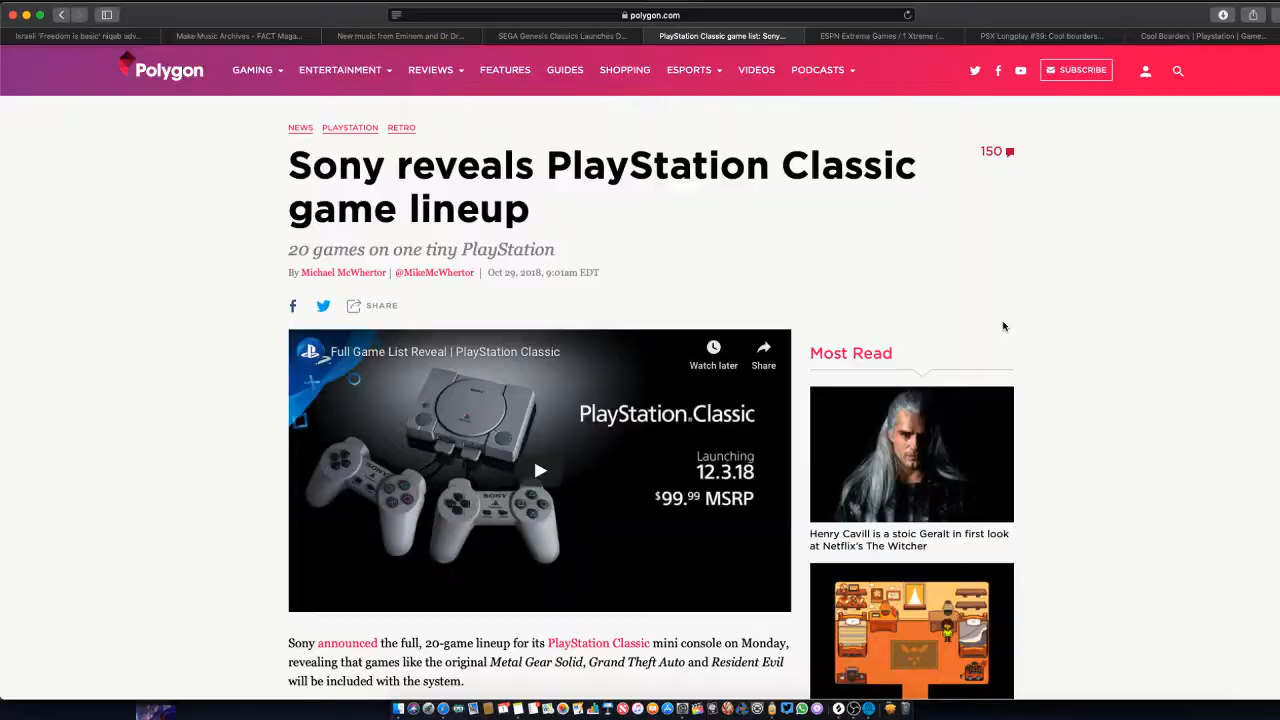 polygon.com
Israeli 'Freedom is basic' niqab adv...
Make Music Archives - FACT Maga...
New music from Eminem and Dr Dr...
SEGA Genesis Classics Launches D...
PlayStation Classic game list: Sony...
ESPN Extreme Games / 1 Xtreme (...
PSX Longplay #39: Cool boarders...
Cool Boarders | Playstation | Game...
Polygon
GAMING
ENTERTAINMENT
REVIEWS
FEATURES
GUIDES
SHOPPING
ESPORTS
VIDEOS
PODCASTS
SUBSCRIBE
NEWS PLAYSTATION RETRO
Sony reveals PlayStation Classic
game lineup
150
20 games on one tiny PlayStation
By Michael McWhertor | @MikeMcWhertor | Oct 29, 2018, 9:01am EDT
SHARE
Full Game List Reveal | PlayStation Classic
Watch later
Share
SONY
SONY
PlayStation Classic
Launching
12.3.18
$99.99 MSRP
Sony announced the full, 20-game lineup for its PlayStation Classic mini console on Monday,
revealing that games like the original Metal Gear Solid, Grand Theft Auto and Resident Evil
will be included with the system.
Most Read
Henry Cavill is a stoic Geralt in first look
at Netflix's The Witcher